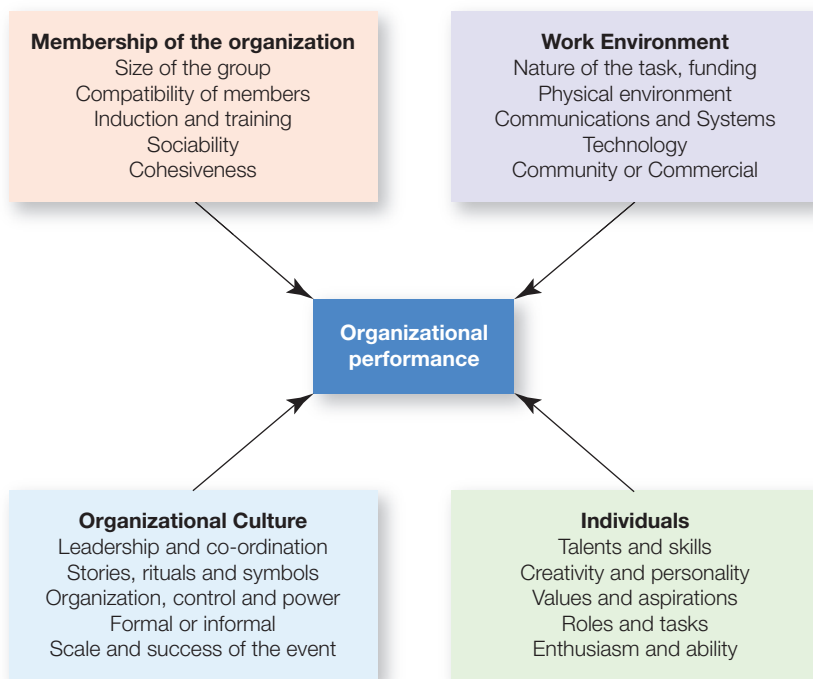 Membership of the organization
Size of the group
Compatibility of members
Induction and training
Sociability
Cohesiveness
Work Environment
Nature of the task, funding
Physical environment
Communications and Systems
Technology
Community or Commercial
Organizational
performance
Organizational Culture
Leadership and co-ordination
Stories, rituals and symbols
Organization, control and power
Formal or informal
Scale and success of the event
Individuals
Talents and skills
Creativity and personality
Values and aspirations
Roles and tasks
Enthusiasm and ability